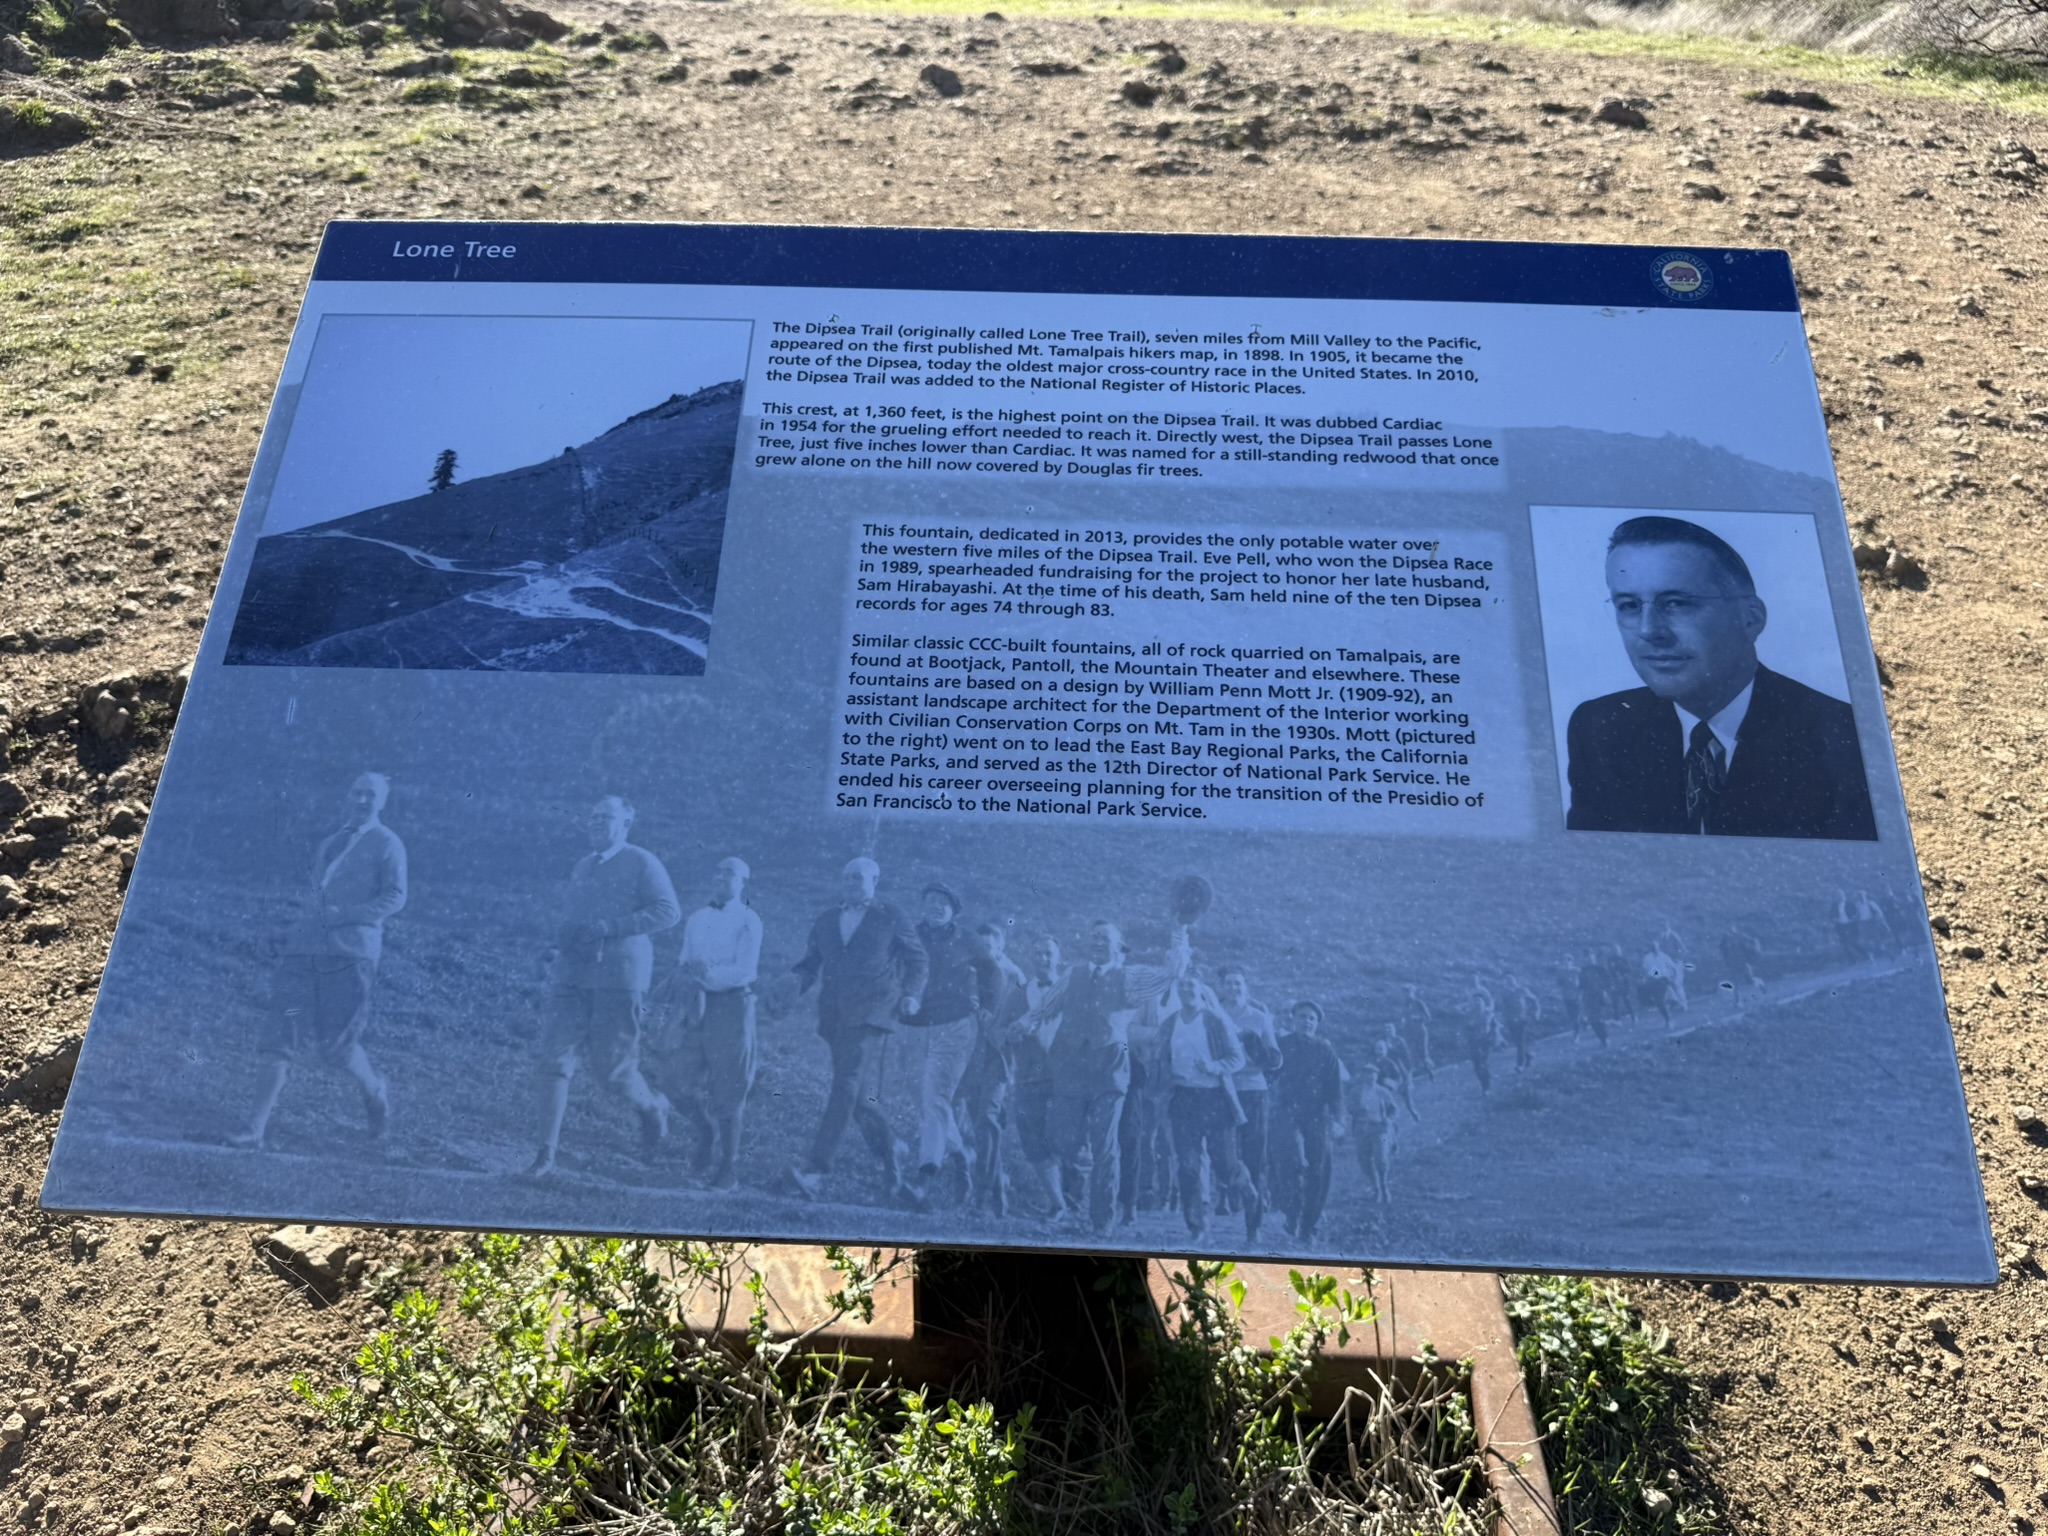 Lone Tree
CALIFORNIA
STATE PARKS
The Dipsea Trail (originally called Lone Tree Trail), seven miles from Mill Valley to the Pacific,
appeared on the first published Mt. Tamalpais hikers map, in 1898. In 1905, it became the
route of the Dipsea, today the oldest major cross-country race in the United States. In 2010,
the Dipsea Trail was added to the National Register of Historic Places.
This crest, at 1,360 feet, is the highest point on the Dipsea Trail. It was dubbed Cardiac
in 1954 for the grueling effort needed to reach it. Directly west, the Dipsea Trail passes Lone
Tree, just five inches lower than Cardiac. It was named for a still-standing redwood that once
grew alone on the hill now covered by Douglas fir trees.
This fountain, dedicated in 2013, provides the only potable water over
the western five miles of the Dipsea Trail. Eve Pell, who won the Dipsea Race
in 1989, spearheaded fundraising for the project to honor her late husband,
Sam Hirabayashi. At the time of his death, Sam held nine of the ten Dipsea
records for ages 74 through 83.
Similar classic CCC-built fountains, all of rock quarried on Tamalpais, are
found at Bootjack, Pantoll, the Mountain Theater and elsewhere. These
fountains are based on a design by William Penn Mott Jr. (1909-92), an
assistant landscape architect for the Department of the Interior working
with Civilian Conservation Corps on Mt. Tam in the 1930s. Mott (pictured
to the right) went on to lead the East Bay Regional Parks, the California
State Parks, and served as the 12th Director of National Park Service. He
ended his career overseeing planning for the transition of the Presidio of
San Francisco to the National Park Service.